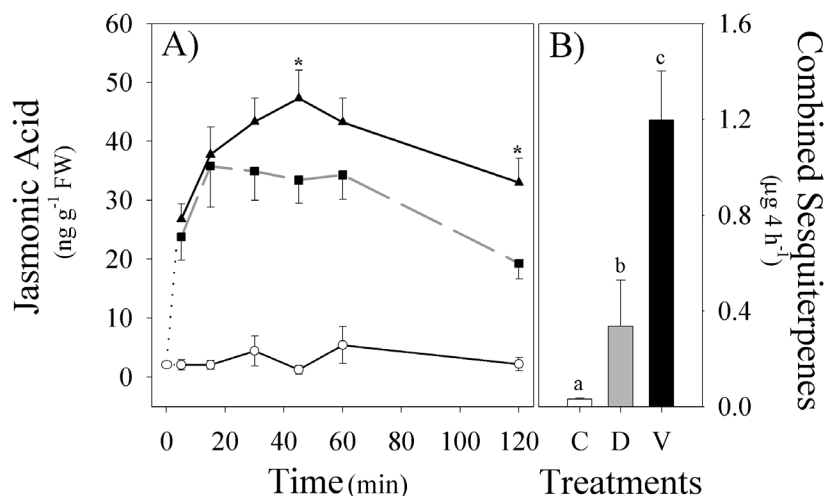 A)
Jasmonic Acid
(ng g⁻¹ FW)
60
50
40
30
20
10
0
*
*
0 20 40 60 80 100 120
Time (min)
B)
a
b
c
C D V
Treatments
1.6
1.2
0.8
0.4
0.0
Combined Sesquiterpenes
(µg 4 h⁻¹)